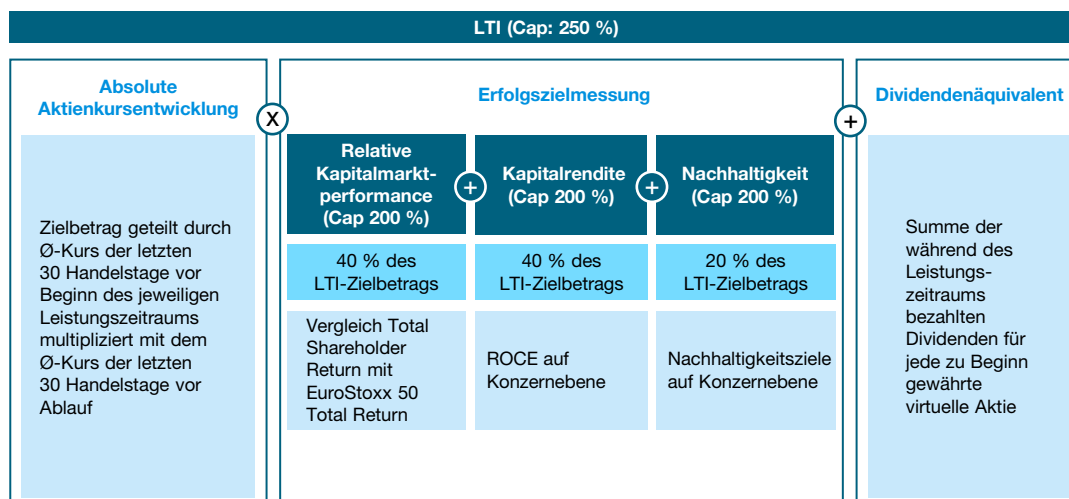 LTI (Cap: 250 %)
Absolute
Aktienkursentwicklung
X
Erfolgszielmessung
+
Dividendenäquivalent
Zielbetrag geteilt durch
Ø-Kurs der letzten
30 Handelstage vor
Beginn des jeweiligen
Leistungszeitraums
multipliziert mit dem
Ø-Kurs der letzten
30 Handelstage vor
Ablauf
Relative
Kapitalmarkt-
performance
(Cap 200 %)
+
Kapitalrendite
(Cap 200 %)
+
Nachhaltigkeit
(Cap 200 %)
40 % des
LTI-Zielbetrags
40 % des
LTI-Zielbetrags
20 % des
LTI-Zielbetrags
Vergleich Total
Shareholder
Return mit
EuroStoxx 50
Total Return
ROCE auf
Konzernebene
Nachhaltigkeitsziele
auf Konzernebene
Summe der
während des
Leistungs-
zeitraums
bezahlten
Dividenden für
jede zu Beginn
gewährte
virtuelle Aktie